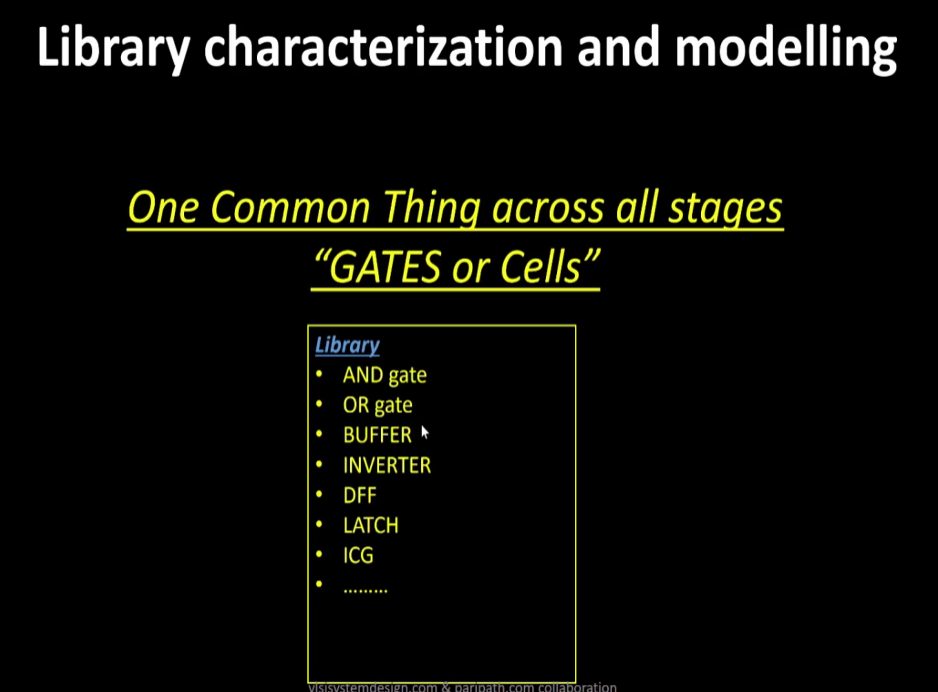 Library characterization and modelling
One Common Thing across all stages
“GATES or Cells”
Library
• AND gate
• OR gate
• BUFFER
• INVERTER
• DFF
• LATCH
• ICG
• .........
vlsisystemdesign.com & paripath.com collaboration